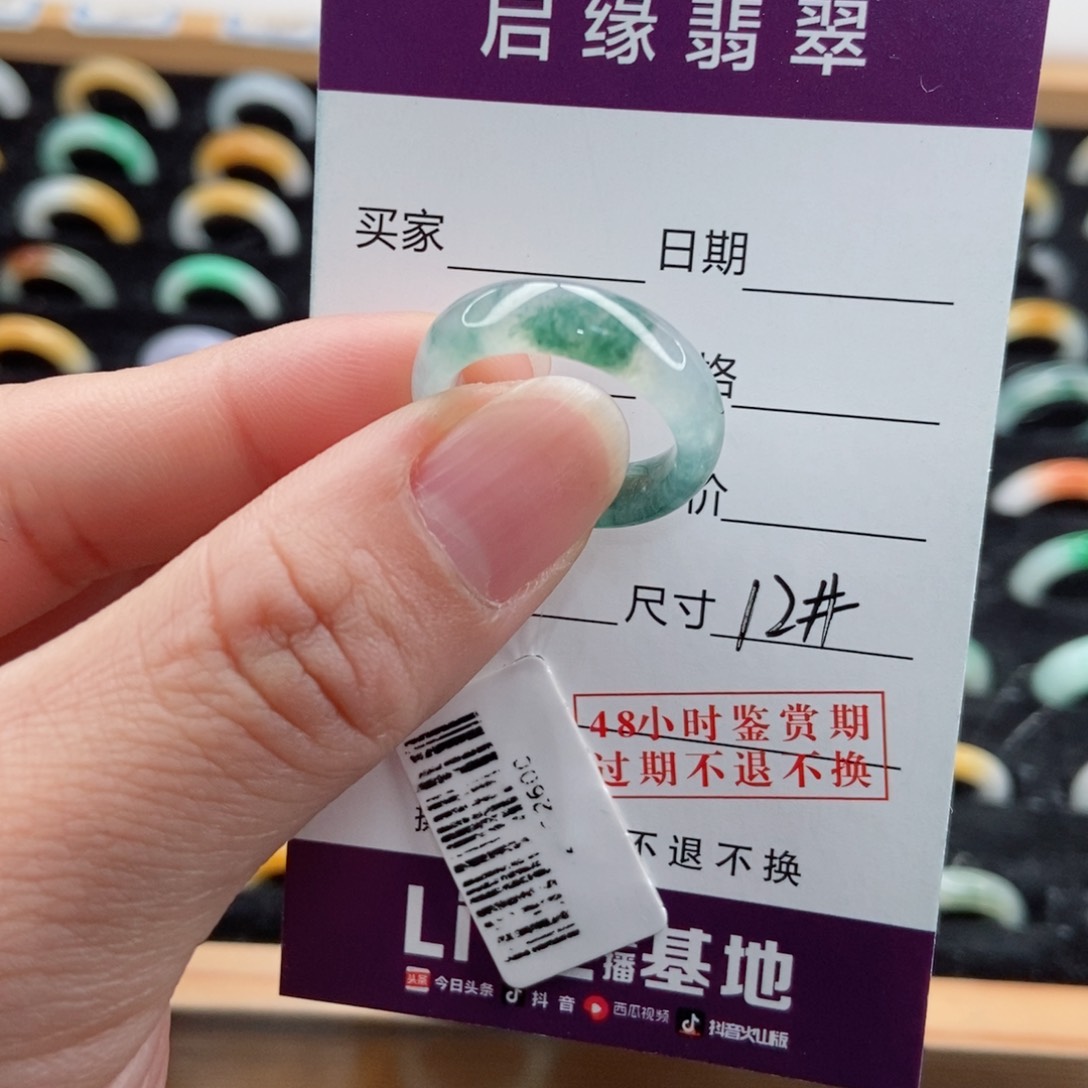 启缘翡翠
买家 日期
格
价
尺寸 12#
48小时鉴赏期
过期不退不换
不退不换
LI 播基地
头条 今日头条 抖音 西瓜视频 抖音火山版